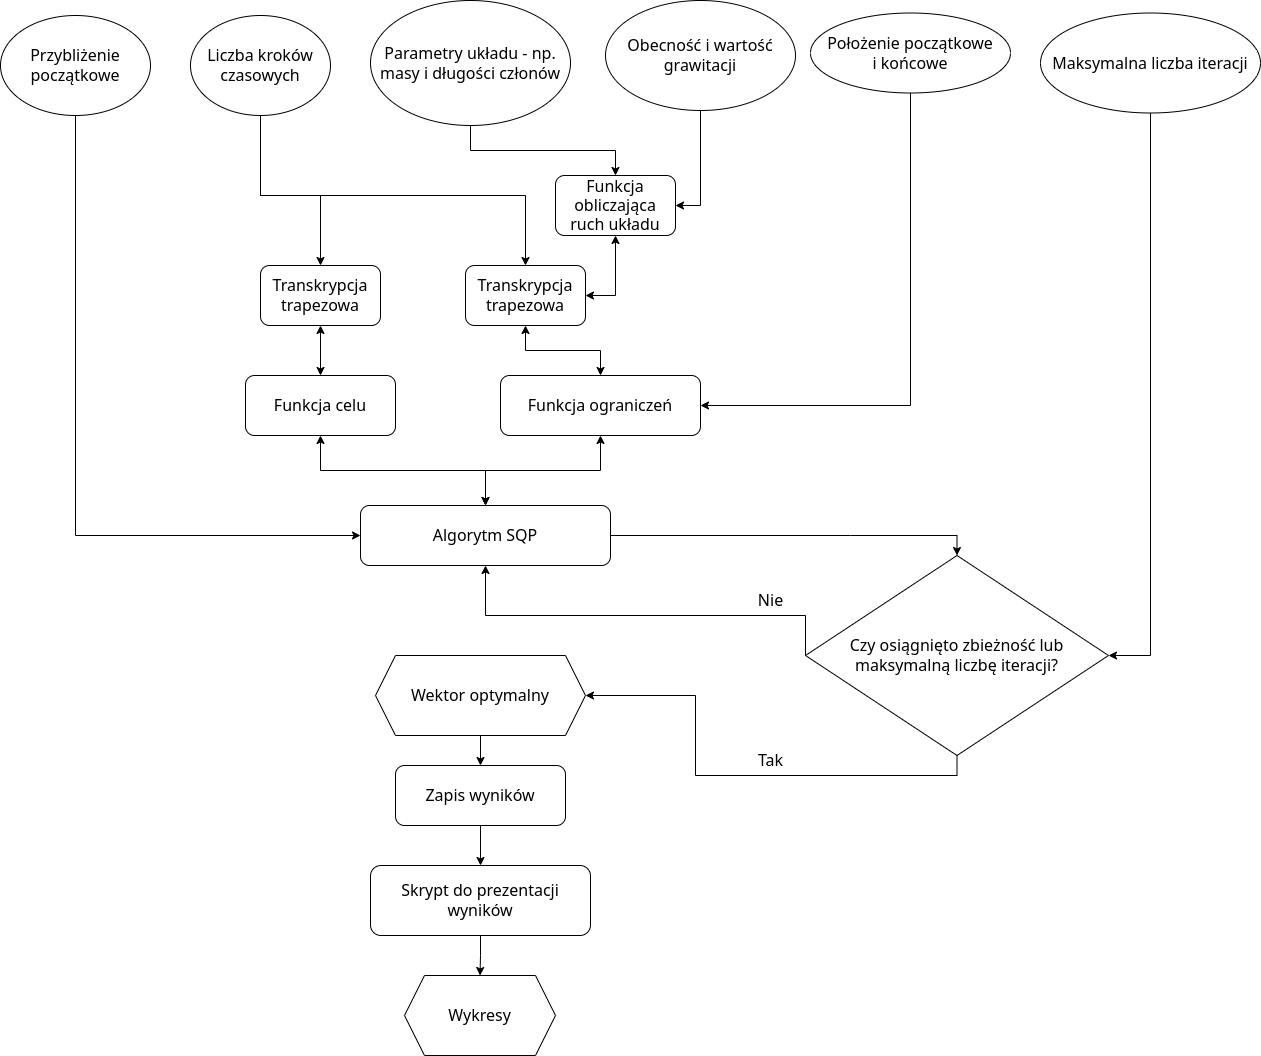 Przybliżenie
początkowe
Liczba kroków
czasowych
Parametry układu - np.
masy i długości członów
Obecność i wartość
grawitacji
Położenie początkowe
i końcowe
Maksymalna liczba iteracji
Funkcja
obliczająca
ruch układu
Transkrypcja
trapezowa
Transkrypcja
trapezowa
Funkcja celu
Funkcja ograniczeń
Algorytm SQP
Nie
Czy osiągnięto zbieżność lub
maksymalną liczbę iteracji?
Wektor optymalny
Tak
Zapis wyników
Skrypt do prezentacji
wyników
Wykresy